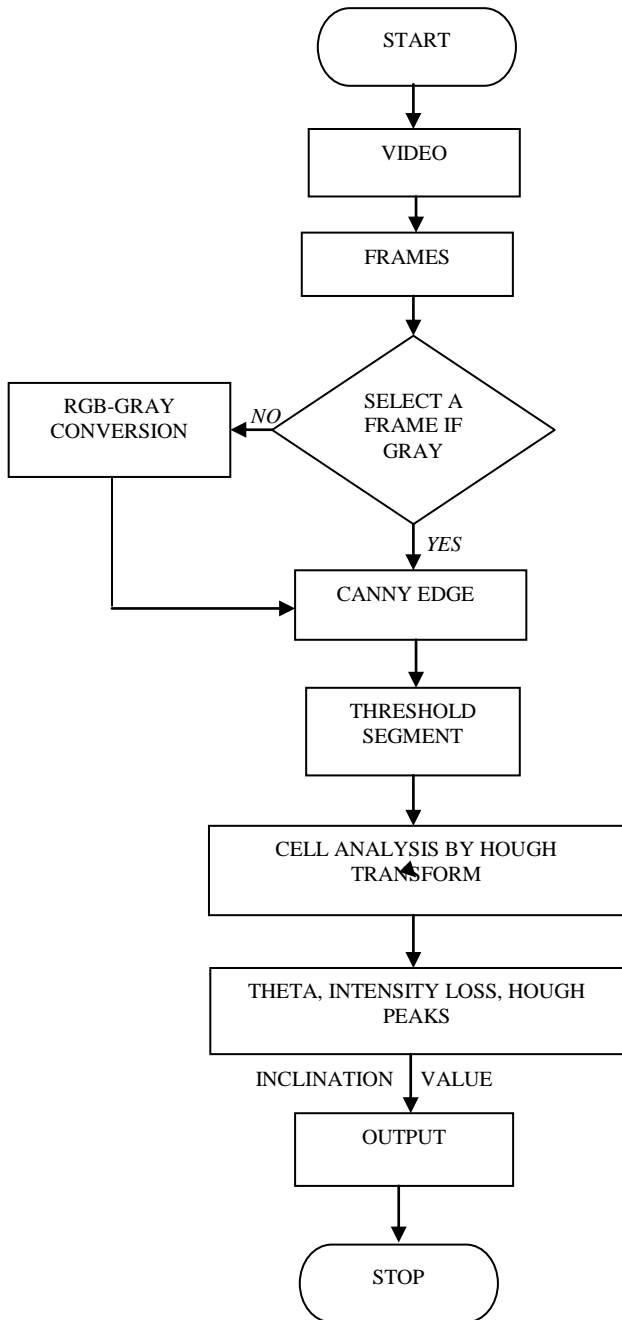 START
VIDEO
FRAMES
SELECT A
FRAME IF
GRAY
NO
RGB-GRAY
CONVERSION
YES
CANNY EDGE
THRESHOLD
SEGMENT
CELL ANALYSIS BY HOUGH
TRANSFORM
THETA, INTENSITY LOSS, HOUGH
PEAKS
INCLINATION VALUE
OUTPUT
STOP